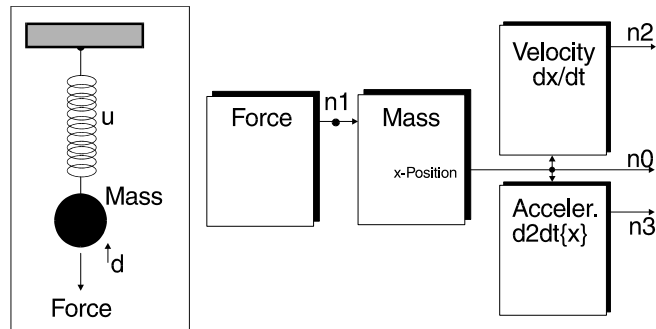 u
Mass
d
Force
Force
n1
Mass
x-Position
Velocity
dx/dt
n2
n0
Acceler.
d2dt{x}
n3